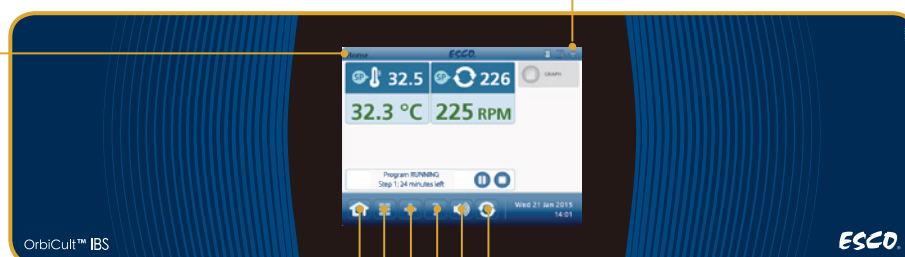 Home
ESCO
SP 32.5
SP 226
GRAPH
32.3 °C
225 RPM
Program RUNNING
Step 1; 24 minutes left
Wed 21 Jan 2015
14:01
OrbiCult™ IBS
ESCO